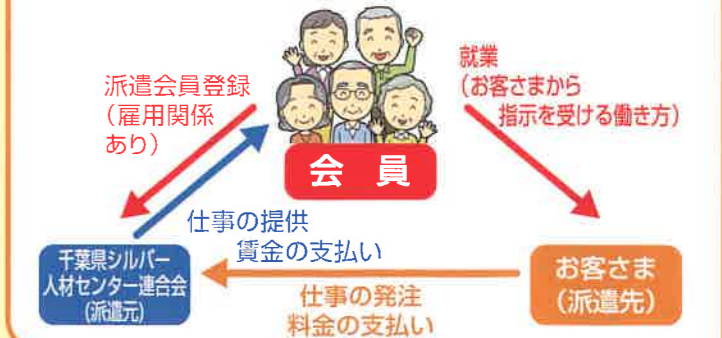 派遣会員登録
（雇用関係
あり）
就業
（お客さまから
指示を受ける働き方）
会　員
仕事の提供
賃金の支払い
千葉県シルバー
人材センター連合会
(派遣元)
お客さま
（派遣先）
仕事の発注
料金の支払い